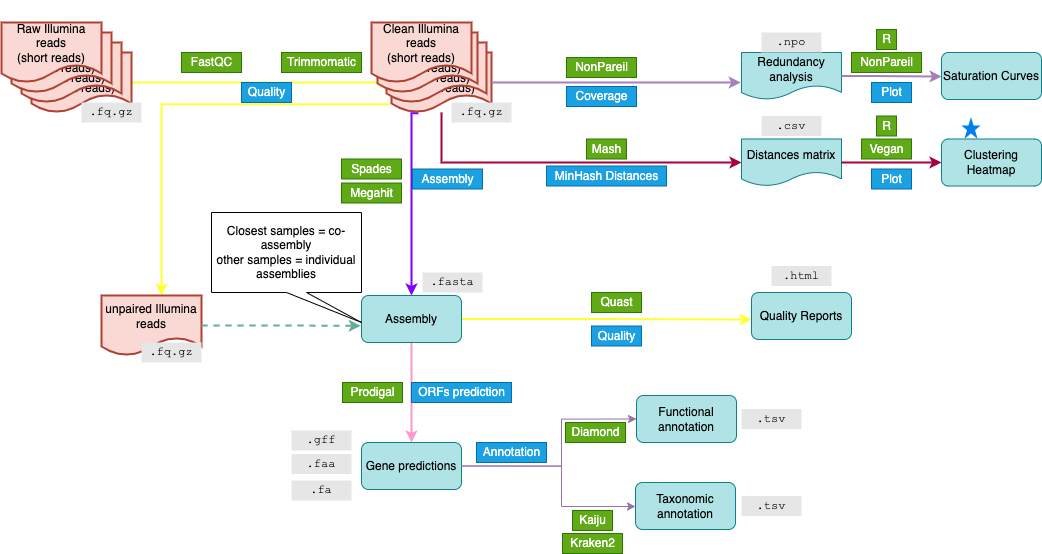 Raw Illumina
reads
(short reads)
reads)
reads)
.fq.gz
FastQC
Trimmomatic
Quality
Clean Illumina
reads
(short reads)
reads)
reads)
.fq.gz
NonPareil
Coverage
.npo
Redundancy
analysis
R
NonPareil
Plot
Saturation Curves
Mash
MinHash Distances
.csv
Distances matrix
R
Vegan
Plot
Clustering
Heatmap
Spades
Megahit
Assembly
Closest samples = co-
assembly
other samples = individual
assemblies
unpaired Illumina
reads
.fq.gz
.fasta
Assembly
Quast
Quality
.html
Quality Reports
Prodigal
ORFs prediction
.gff
.faa
.fa
Gene predictions
Annotation
Diamond
Functional
annotation
.tsv
Kaiju
Kraken2
Taxonomic
annotation
.tsv